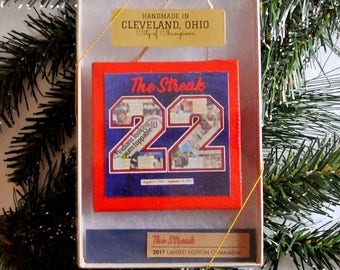 HANDMADE IN
CLEVELAND, OHIO
City of Champions
The Streak
22
The Streak
2017 LIMITED EDITION ORNAMENT